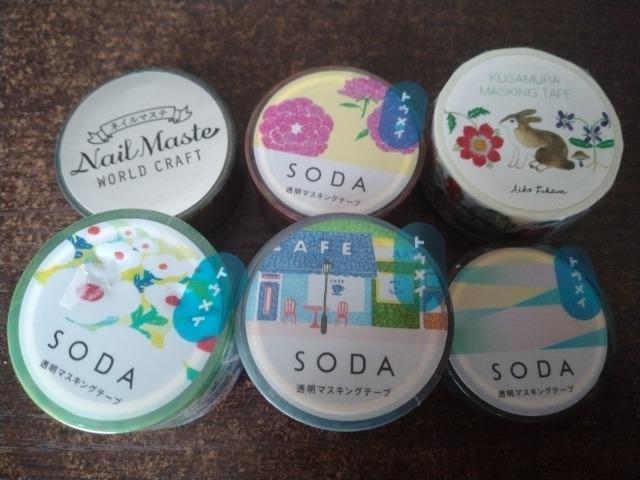 ネイルマステ
Nail Maste
WORLD CRAFT
トウメイ
SODA
透明マスキングテープ
KUSAMURA
MASKING TAPE
Aiko Fukawa
トウメイ
SODA
透明マスキングテープ
CAFE
ART
CAFE
トウメイ
SODA
透明マスキングテープ
トウメイ
SODA
透明マスキングテープ